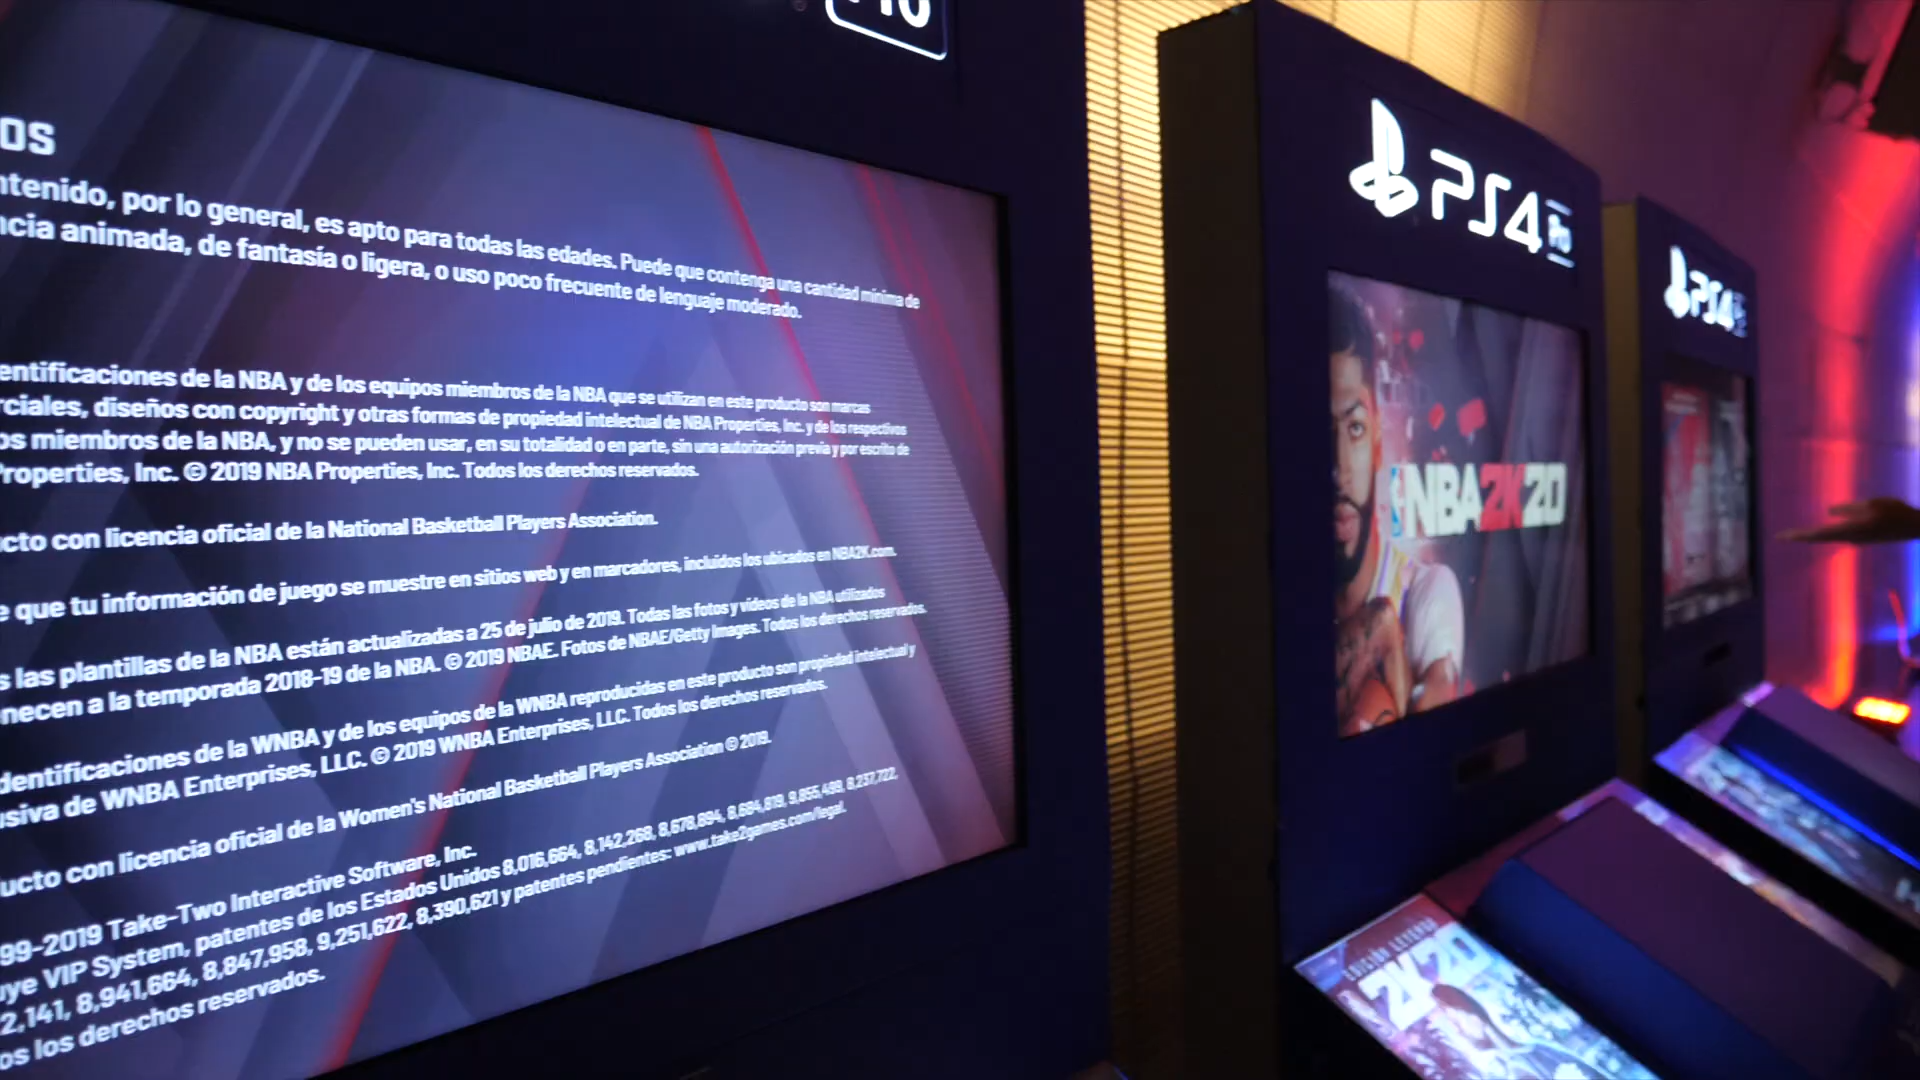 Pro
os
ntenido, por lo general, es apto para todas las edades. Puede que contenga una cantidad mínima de
ncia animada, de fantasía o ligera, o uso poco frecuente de lenguaje moderado.
entificaciones de la NBA y de los equipos miembros de la NBA que se utilizan en este producto son marcas
rciales, diseños con copyright y otras formas de propiedad intelectual de NBA Properties, Inc. y de los respectivos
os miembros de la NBA, y no se pueden usar, en su totalidad o en parte, sin una autorización previa y por escrito de
Properties, Inc. © 2019 NBA Properties, Inc. Todos los derechos reservados.
cto con licencia oficial de la National Basketball Players Association.
e que tu información de juego se muestre en sitios web y en marcadores, incluidos los ubicados en NBA2K.com.
s las plantillas de la NBA están actualizadas a 25 de julio de 2019. Todas las fotos y vídeos de la NBA utilizados
necen a la temporada 2018-19 de la NBA. © 2019 NBAE. Fotos de NBAE/Getty Images. Todos los derechos reservados.
dentificaciones de la WNBA y de los equipos de la WNBA reproducidas en este producto son propiedad intelectual y
usiva de WNBA Enterprises, LLC. © 2019 WNBA Enterprises, LLC. Todos los derechos reservados.
ucto con licencia oficial de la Women's National Basketball Players Association © 2019.
99-2019 Take-Two Interactive Software, Inc.
uye VIP System, patentes de los Estados Unidos 8,016,664, 8,142,268, 8,678,894, 8,684,819, 9,855,498, 8,237,722,
2,141, 8,941,664, 8,847,958, 9,251,622, 8,390,621 y patentes pendientes: www.take2games.com/legal.
os los derechos reservados.
PS4 Pro
NBA 2K20
PS4
EDICIÓN LEYENDA
2K20